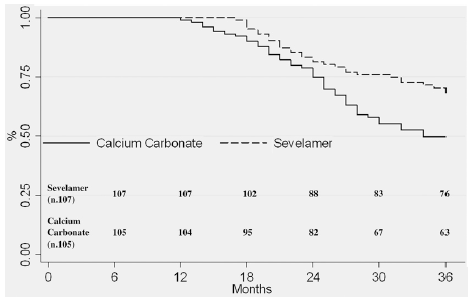 1.00
0.75
%
0.50
Calcium Carbonate Sevelamer
0.25
Sevelamer
(n.107) 107 107 102 88 83 76
Calcium
Carbonate 105 104 95 82 67 63
(n.105)
0.00
0 6 12 18 24 30 36
Months